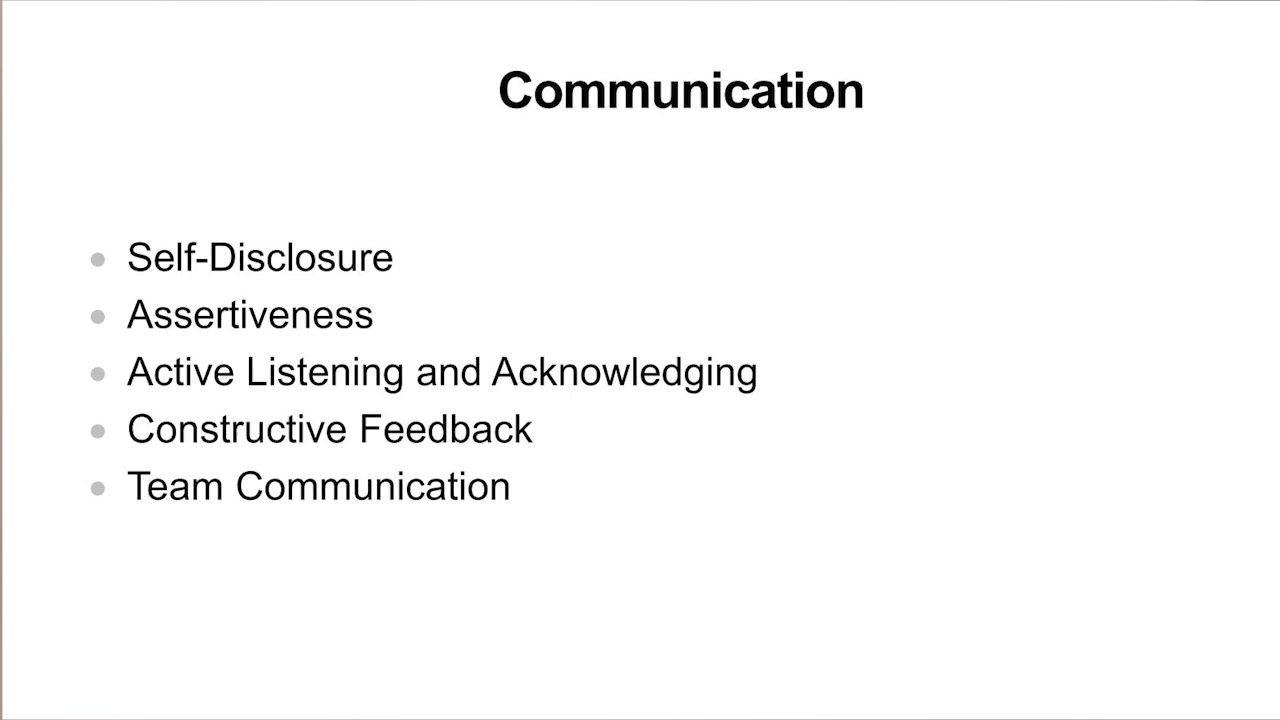 Communication
Self-Disclosure
Assertiveness
Active Listening and Acknowledging
Constructive Feedback
Team Communication